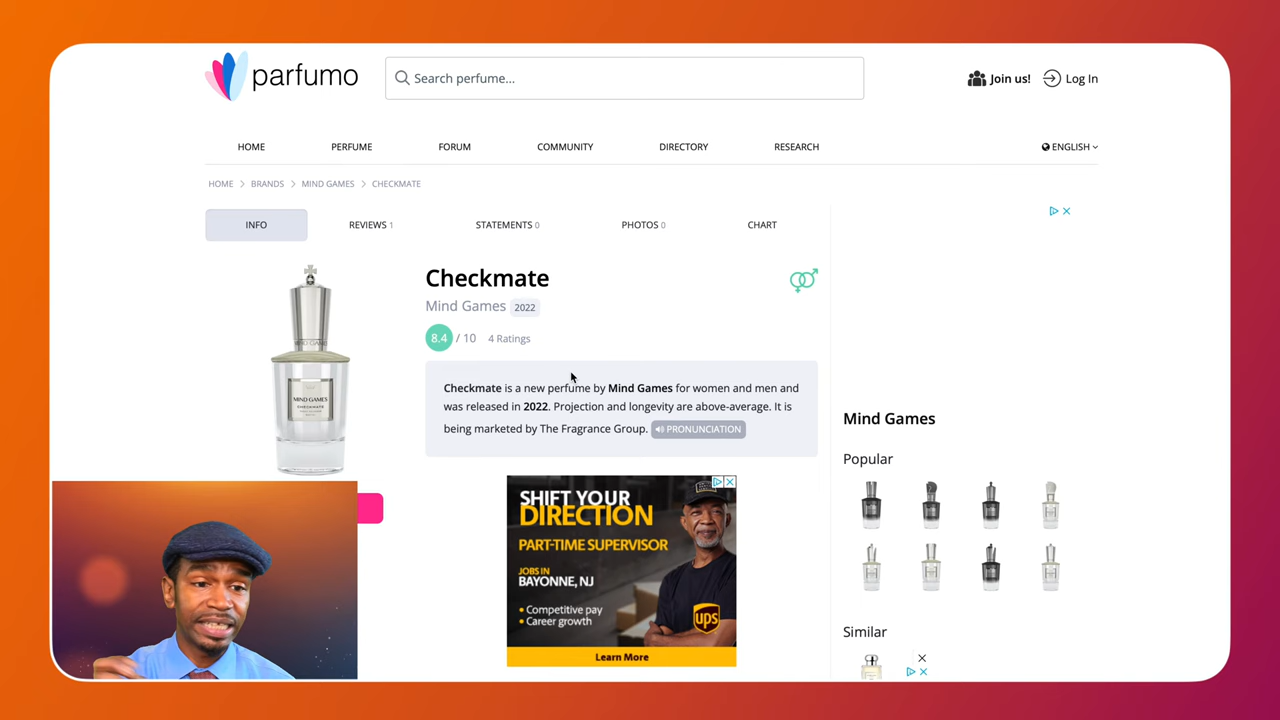 parfumo
Search perfume...
Join us!
Log In
HOME
PERFUME
FORUM
COMMUNITY
DIRECTORY
RESEARCH
ENGLISH
HOME > BRANDS > MIND GAMES > CHECKMATE
INFO
REVIEWS 1
STATEMENTS 0
PHOTOS 0
CHART
Checkmate
Mind Games 2022
8.4 / 10 4 Ratings
Checkmate is a new perfume by Mind Games for women and men and
was released in 2022. Projection and longevity are above-average. It is
being marketed by The Fragrance Group. PRONUNCIATION
MIND GAMES
CHECKMATE
SHIFT YOUR
DIRECTION
PART-TIME SUPERVISOR
JOBS IN
BAYONNE, NJ
• Competitive pay
• Career growth
ups
Learn More
Mind Games
Popular
Similar